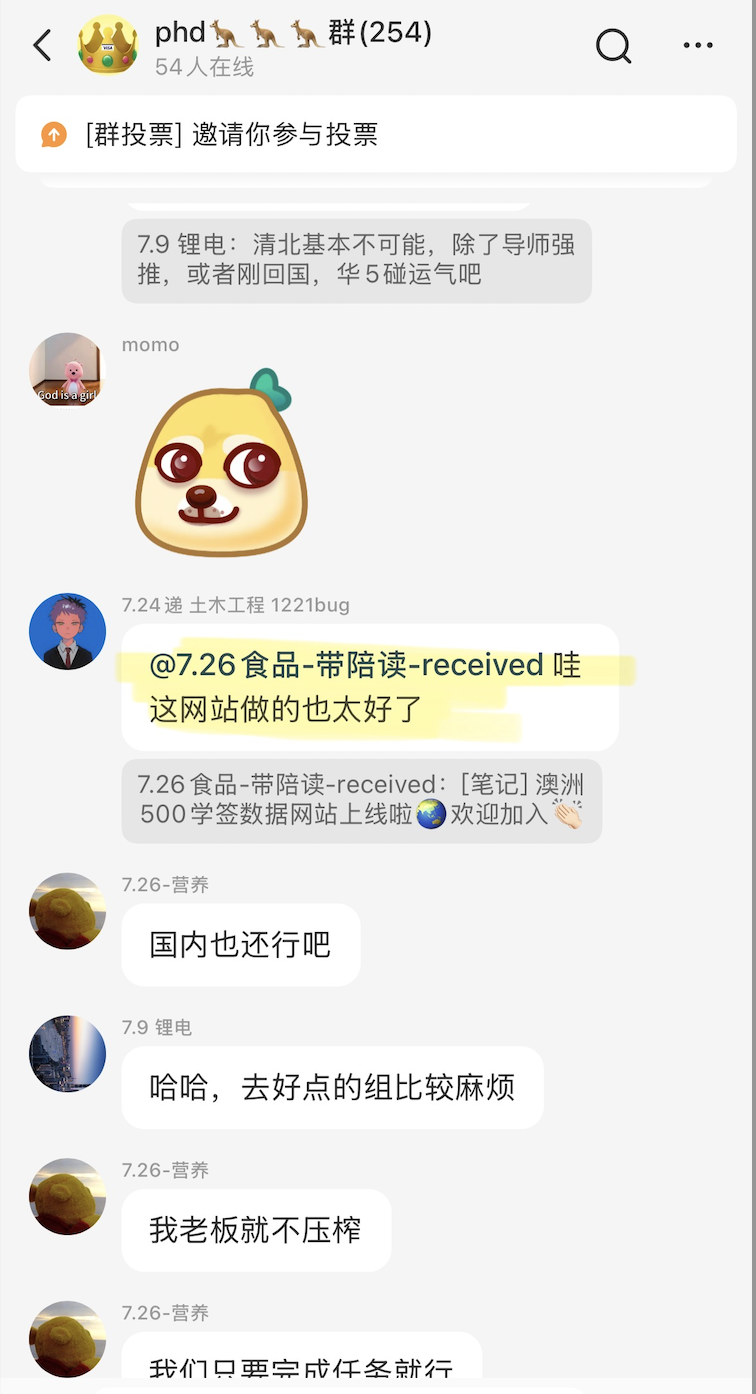 phd🦘🦘🦘群(254)
54人在线
[群投票] 邀请你参与投票
7.9 锂电：清北基本不可能，除了导师强
推，或者刚回国，华5碰运气吧
momo
God is a girl
7.24递 土木工程 1221bug
@7.26食品-带陪读-received 哇
这网站做的也太好了
7.26食品-带陪读-received：[笔记] 澳洲
500学签数据网站上线啦🌏欢迎加入👏🏻
7.26-营养
国内也还行吧
7.9 锂电
哈哈，去好点的组比较麻烦
7.26-营养
我老板就不压榨
7.26-营养
我们只要完成任务就行